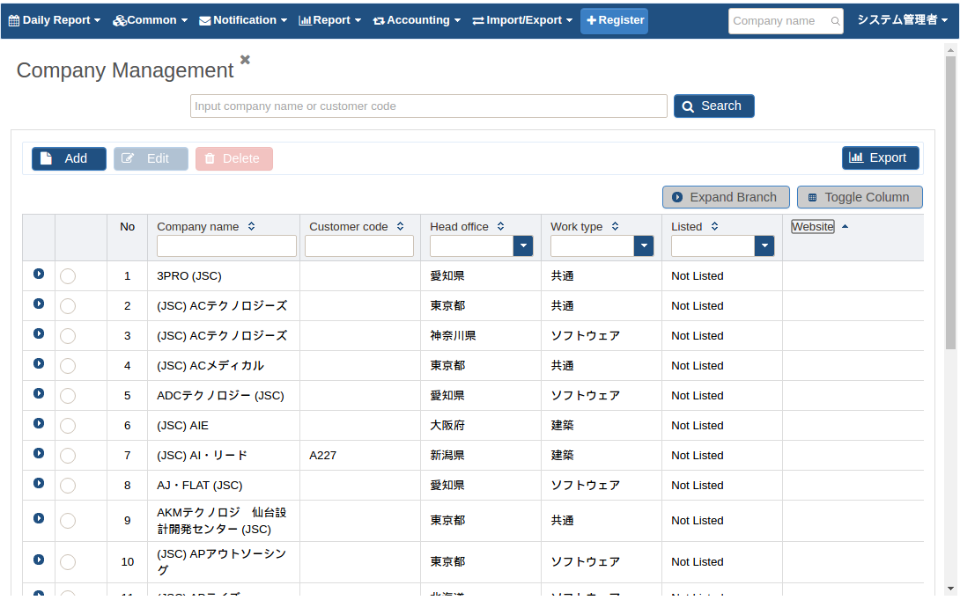 Daily Report Common Notification Report Accounting Import/Export Register Company name システム管理者
Company Management
Input company name or customer code Search
Add Edit Delete Export
Expand Branch Toggle Column
No Company name Customer code Head office Work type Listed Website
1 3PRO (JSC) 愛知県 共通 Not Listed
2 (JSC) ACテクノロジーズ 東京都 共通 Not Listed
3 (JSC) ACテクノロジーズ 神奈川県 ソフトウェア Not Listed
4 (JSC) ACメディカル 東京都 共通 Not Listed
5 ADCテクノロジー (JSC) 愛知県 ソフトウェア Not Listed
6 (JSC) AIE 大阪府 建築 Not Listed
7 (JSC) AI・リード A227 新潟県 建築 Not Listed
8 AJ・FLAT (JSC) 愛知県 ソフトウェア Not Listed
9 AKMテクノロジ　仙台設
計開発センター (JSC) 東京都 共通 Not Listed
10 (JSC) APアウトソーシン
グ 東京都 ソフトウェア Not Listed